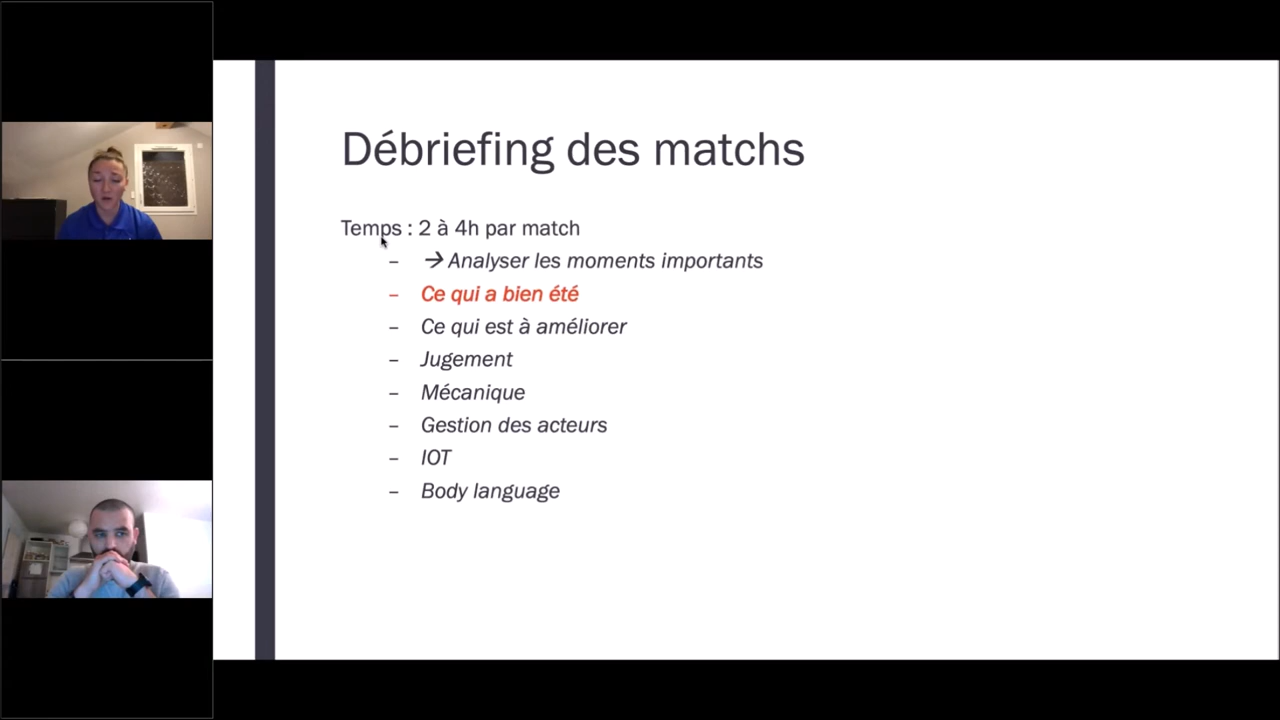 Débriefing des matchs
Temps : 2 à 4h par match
– → Analyser les moments importants
– Ce qui a bien été
– Ce qui est à améliorer
– Jugement
– Mécanique
– Gestion des acteurs
– IOT
– Body language